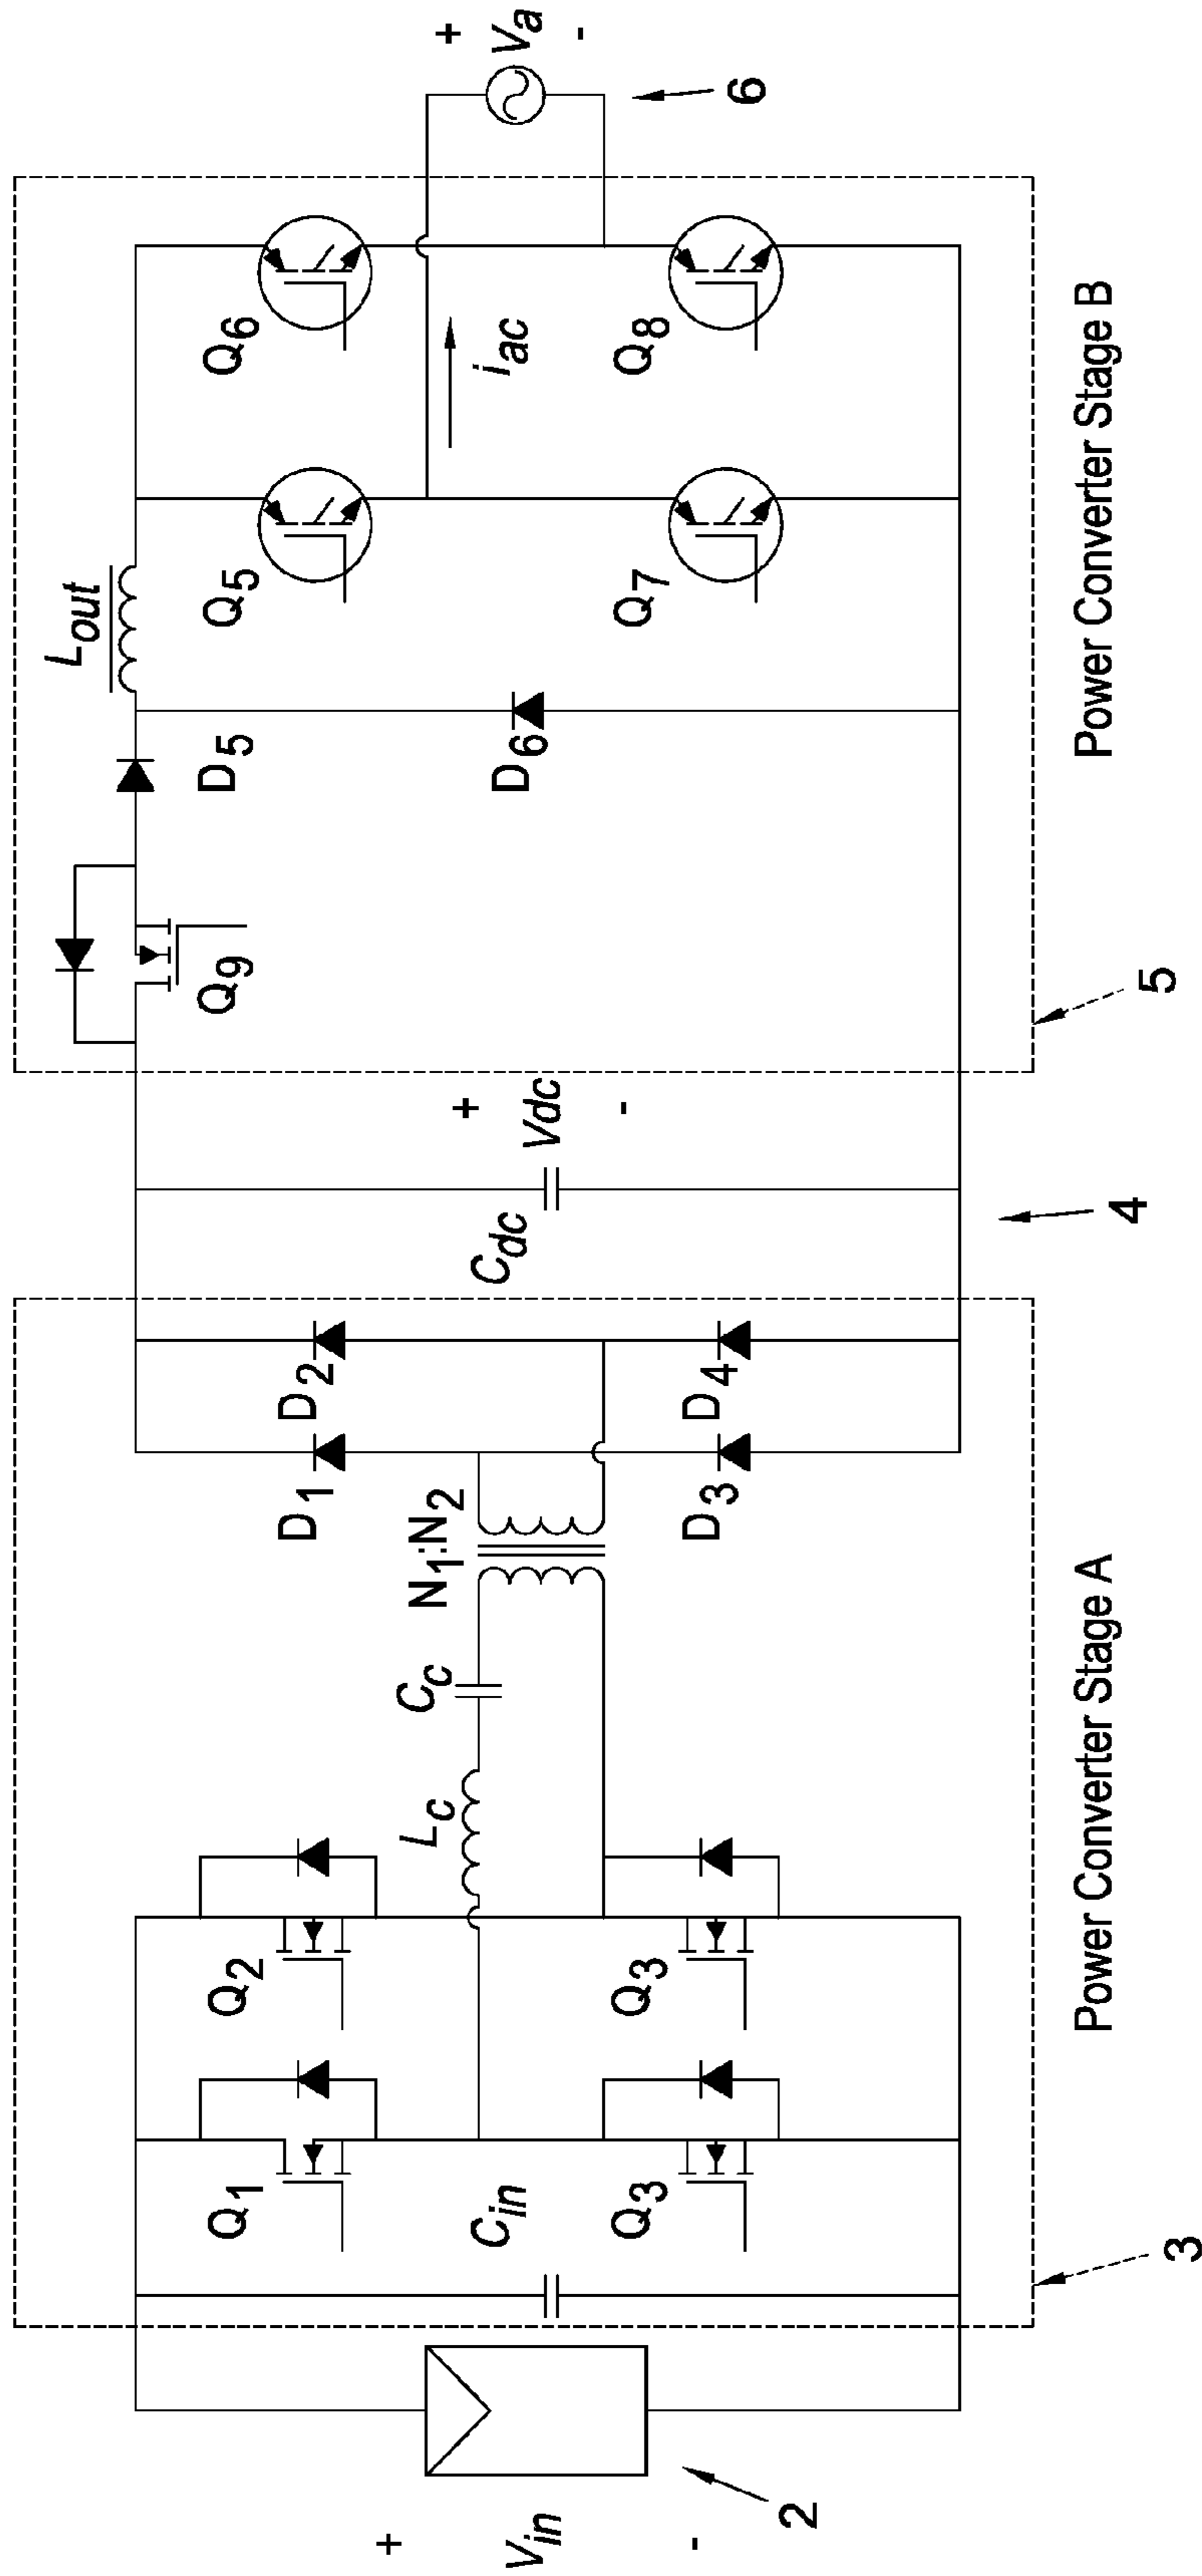 +
Vin
-
2
Cin
Q1
Q3
Q2
Q3
Lc
Cc
N1:N2
D1
D3
D2
D4
3
Power Converter Stage A
Cdc
+
Vdc
-
4
Q9
D5
D6
Lout
Q5
Q7
Q6
Q8
iac
5
Power Converter Stage B
+
Va
-
6